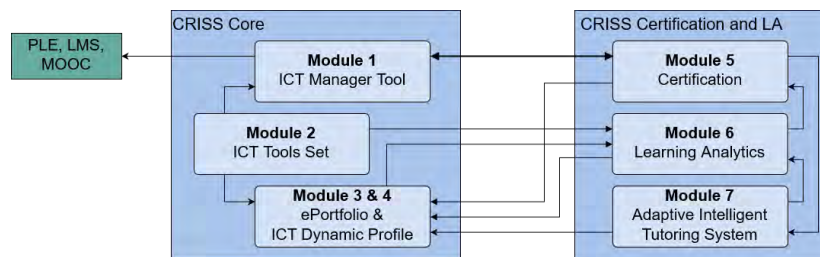 CRISS Core
CRISS Certification and LA
PLE, LMS,
MOOC
Module 1
ICT Manager Tool
Module 5
Certification
Module 2
ICT Tools Set
Module 6
Learning Analytics
Module 3 & 4
ePortfolio &
ICT Dynamic Profile
Module 7
Adaptive Intelligent
Tutoring System